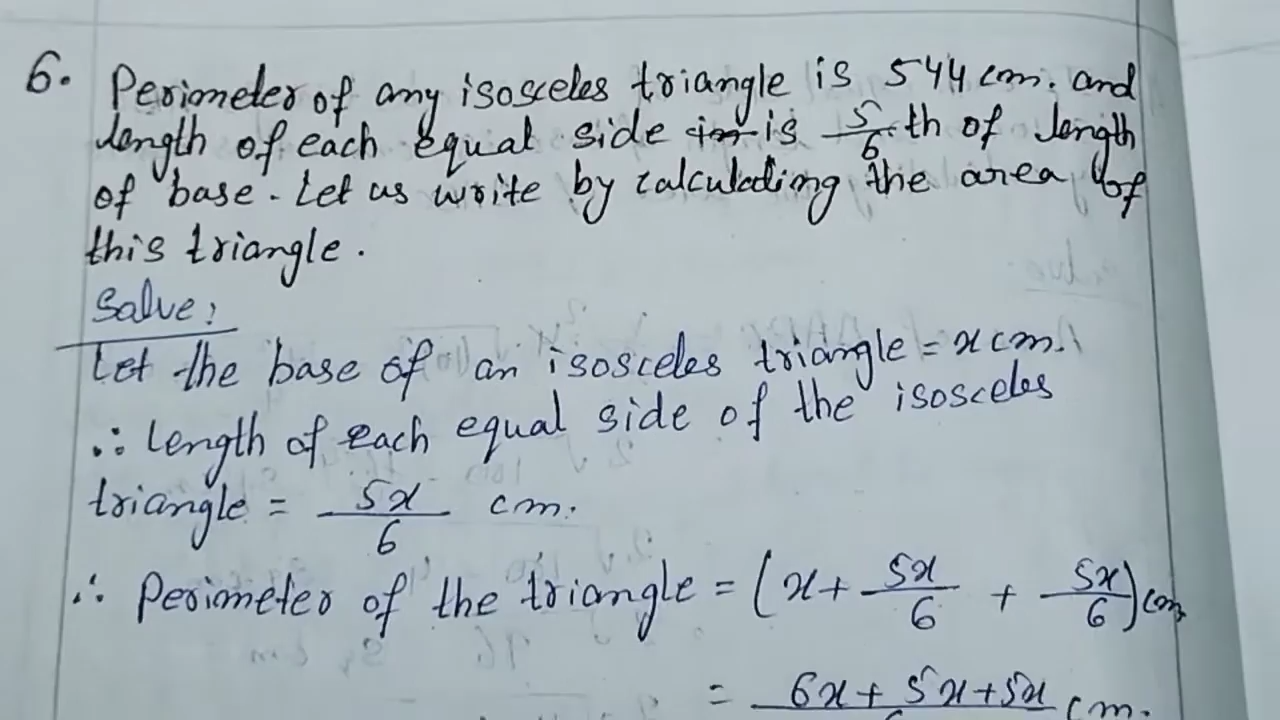 6. Perimeter of any isosceles triangle is 544 cm. and
length of each equal side is 5/6 th of length
of base. Let us write by calculating the area of
this triangle.
Salve:
Let the base of an isosceles triangle = x cm.
∴ Length of each equal side of the isosceles
triangle = 5x/6 cm.
∴ Perimeter of the triangle = (x + 5x/6 + 5x/6) cm
= 6x + 5x + 5x/6 cm.